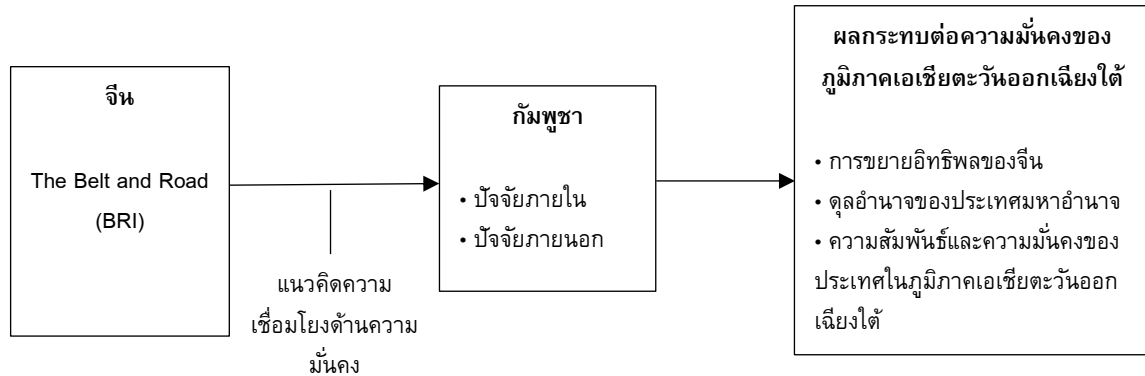 จีน
The Belt and Road
(BRI)
แนวคิดความ
เชื่อมโยงด้านความ
มั่นคง
กัมพูชา
• ปัจจัยภายใน
• ปัจจัยภายนอก
ผลกระทบต่อความมั่นคงของ
ภูมิภาคเอเชียตะวันออกเฉียงใต้
• การขยายอิทธิพลของจีน
• ดุลอำนาจของประเทศมหาอำนาจ
• ความสัมพันธ์และความมั่นคงของ
ประเทศในภูมิภาคเอเชียตะวันออก
เฉียงใต้